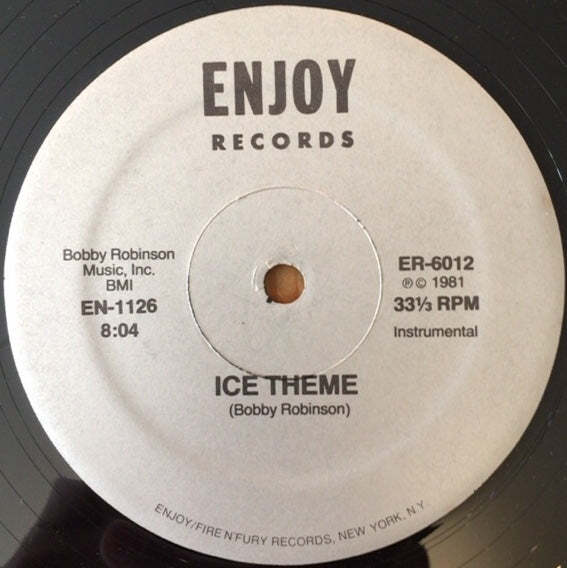 ENJOY
RECORDS
Bobby Robinson
Music, Inc.
BMI
EN-1126
8:04
ER-6012
℗ © 1981
33⅓ RPM
Instrumental
ICE THEME
(Bobby Robinson)
ENJOY/FIRE N'FURY RECORDS, NEW YORK, N.Y.